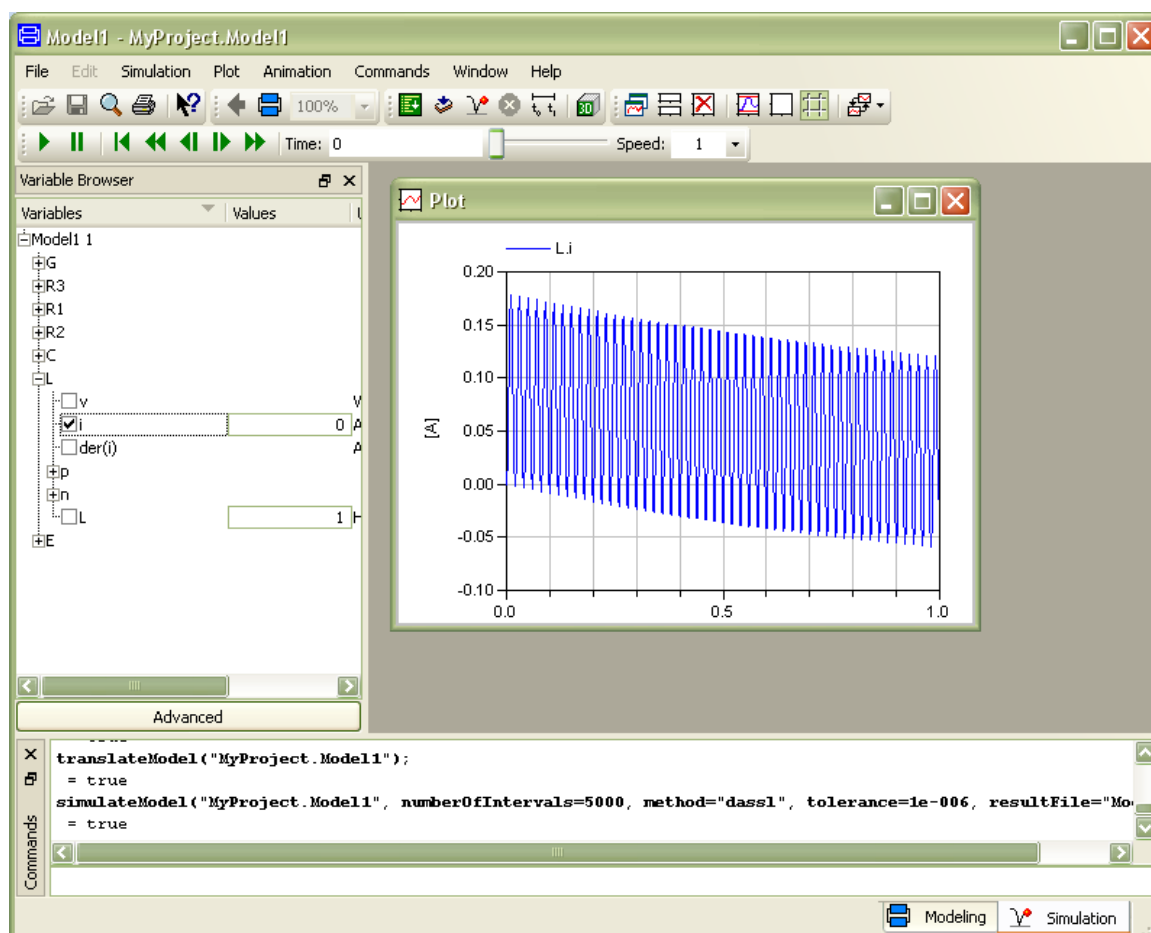 Model1 - MyProject.Model1
File Edit Simulation Plot Animation Commands Window Help
100% 3D
Time: 0 Speed: 1
Variable Browser
Variables Values
Model1 1
G
R3
R1
R2
C
L
v V
i 0 A
der(i) A
p
n
L 1 H
E
Advanced
Plot
L.i
0.20
0.15
0.10
0.05
0.00
-0.05
-0.10
[A]
0.0 0.5 1.0
Commands
translateModel("MyProject.Model1");
= true
simulateModel("MyProject.Model1", numberOfIntervals=5000, method="dassl", tolerance=1e-006, resultFile="Mo
= true
Modeling Simulation